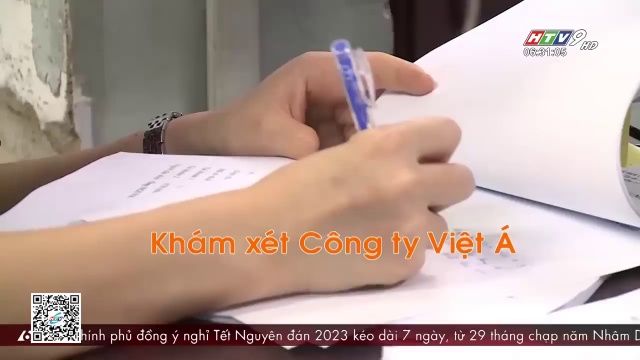 HTV9 HD
06:31:05
Khám xét Công ty Việt Á
phủ đồng ý nghỉ Tết Nguyên đán 2023 kéo dài 7 ngày, từ 29 tháng chạp năm Nhâm